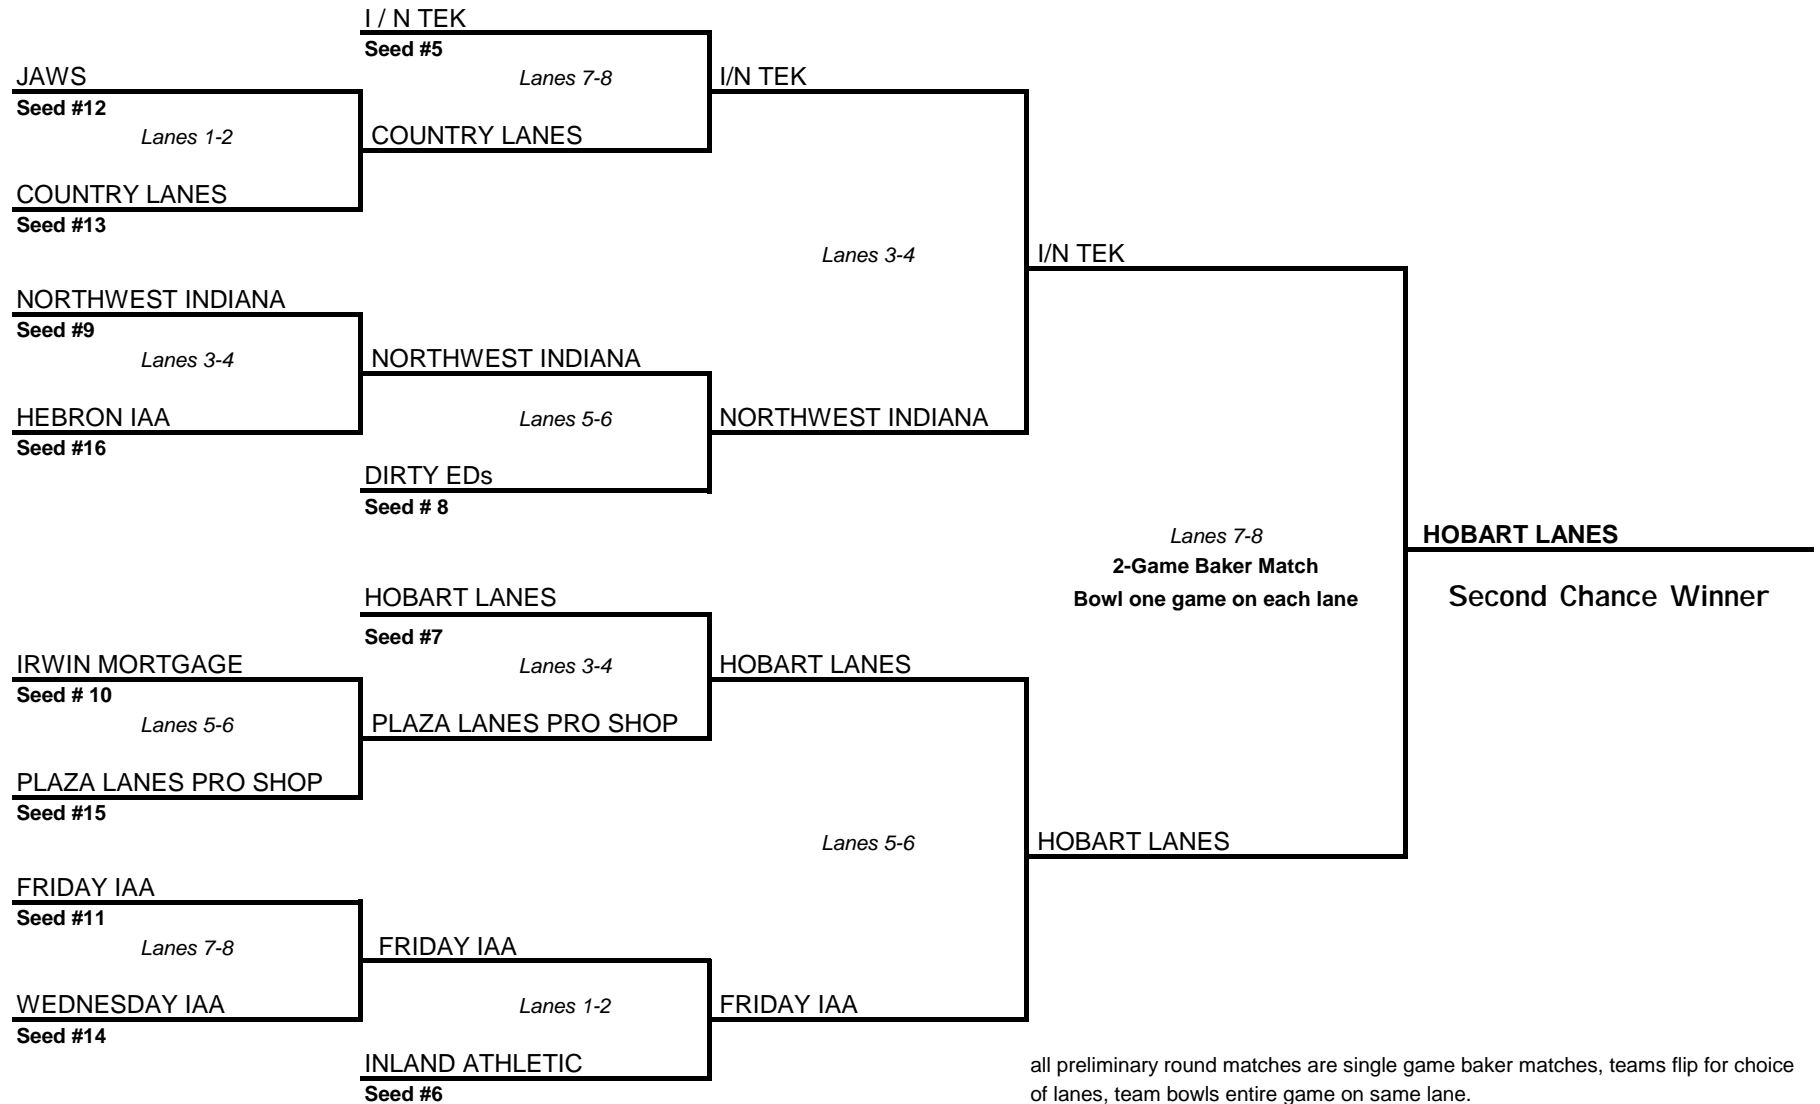 I / N TEK
Seed #5
JAWS
Lanes 7-8
I/N TEK
Seed #12
Lanes 1-2
COUNTRY LANES
COUNTRY LANES
Seed #13
Lanes 3-4
I/N TEK
NORTHWEST INDIANA
Seed #9
Lanes 3-4
NORTHWEST INDIANA
HEBRON IAA
Lanes 5-6
NORTHWEST INDIANA
Seed #16
DIRTY EDs
Seed # 8
Lanes 7-8
HOBART LANES
2-Game Baker Match
Bowl one game on each lane
Second Chance Winner
HOBART LANES
Seed #7
IRWIN MORTGAGE
Lanes 3-4
HOBART LANES
Seed # 10
Lanes 5-6
PLAZA LANES PRO SHOP
PLAZA LANES PRO SHOP
Seed #15
Lanes 5-6
HOBART LANES
FRIDAY IAA
Seed #11
Lanes 7-8
FRIDAY IAA
WEDNESDAY IAA
Lanes 1-2
FRIDAY IAA
Seed #14
INLAND ATHLETIC
Seed #6
all preliminary round matches are single game baker matches, teams flip for choice
of lanes, team bowls entire game on same lane.